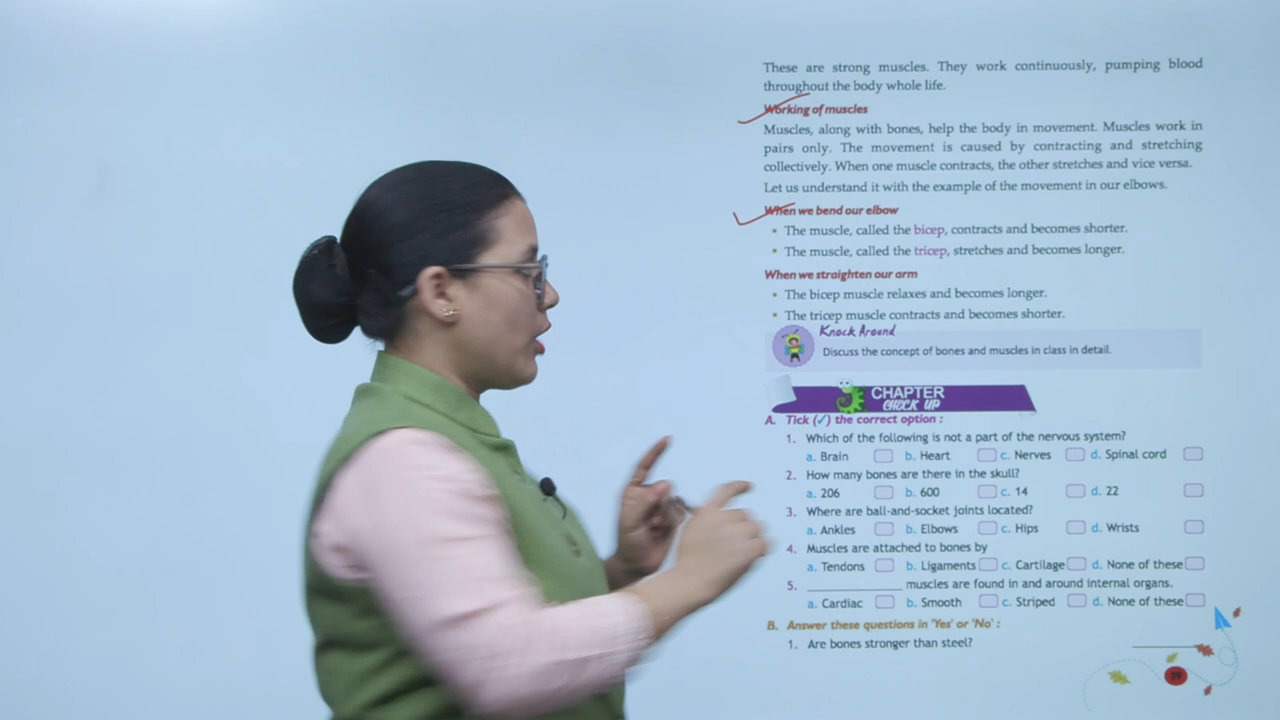 These are strong muscles. They work continuously, pumping blood
throughout the body whole life.
Working of muscles
Muscles, along with bones, help the body in movement. Muscles work in
pairs only. The movement is caused by contracting and stretching
collectively. When one muscle contracts, the other stretches and vice versa.
Let us understand it with the example of the movement in our elbows.
When we bend our elbow
▪ The muscle, called the bicep, contracts and becomes shorter.
▪ The muscle, called the tricep, stretches and becomes longer.
When we straighten our arm
▪ The bicep muscle relaxes and becomes longer.
▪ The tricep muscle contracts and becomes shorter.
Knock Around
Discuss the concept of bones and muscles in class in detail.
CHAPTER
CHECK UP
A. Tick (✓) the correct option :
1. Which of the following is not a part of the nervous system?
a. Brain b. Heart c. Nerves d. Spinal cord
2. How many bones are there in the skull?
a. 206 b. 600 c. 14 d. 22
3. Where are ball-and-socket joints located?
a. Ankles b. Elbows c. Hips d. Wrists
4. Muscles are attached to bones by
a. Tendons b. Ligaments c. Cartilage d. None of these
5. ______________ muscles are found in and around internal organs.
a. Cardiac b. Smooth c. Striped d. None of these
B. Answer these questions in 'Yes' or 'No' :
1. Are bones stronger than steel? __________